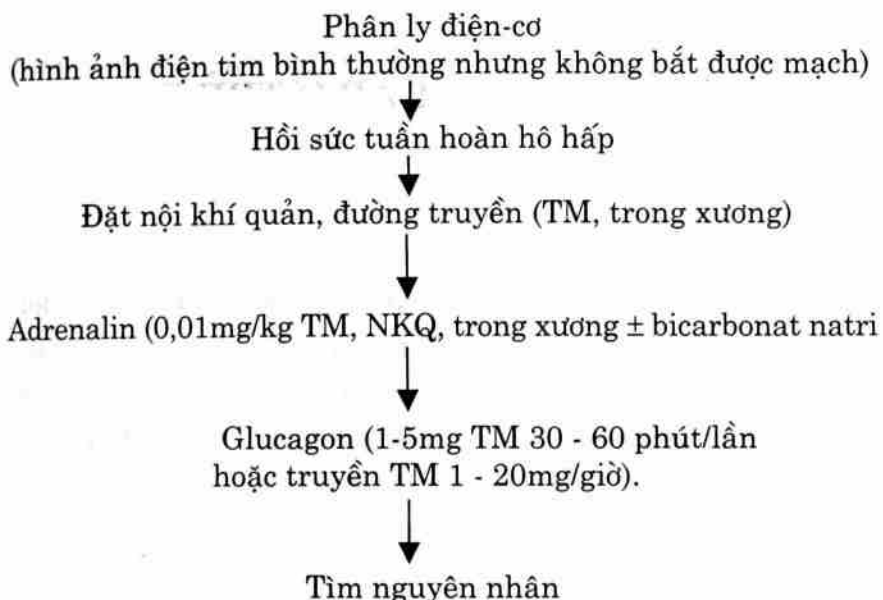 Phân ly điện-cơ
(hình ảnh điện tim bình thường nhưng không bắt được mạch)
Hồi sức tuần hoàn hô hấp
Đặt nội khí quản, đường truyền (TM, trong xương)
Adrenalin (0,01mg/kg TM, NKQ, trong xương ± bicarbonat natri
Glucagon (1-5mg TM 30 - 60 phút/lần
hoặc truyền TM 1 - 20mg/giờ).
Tìm nguyên nhân